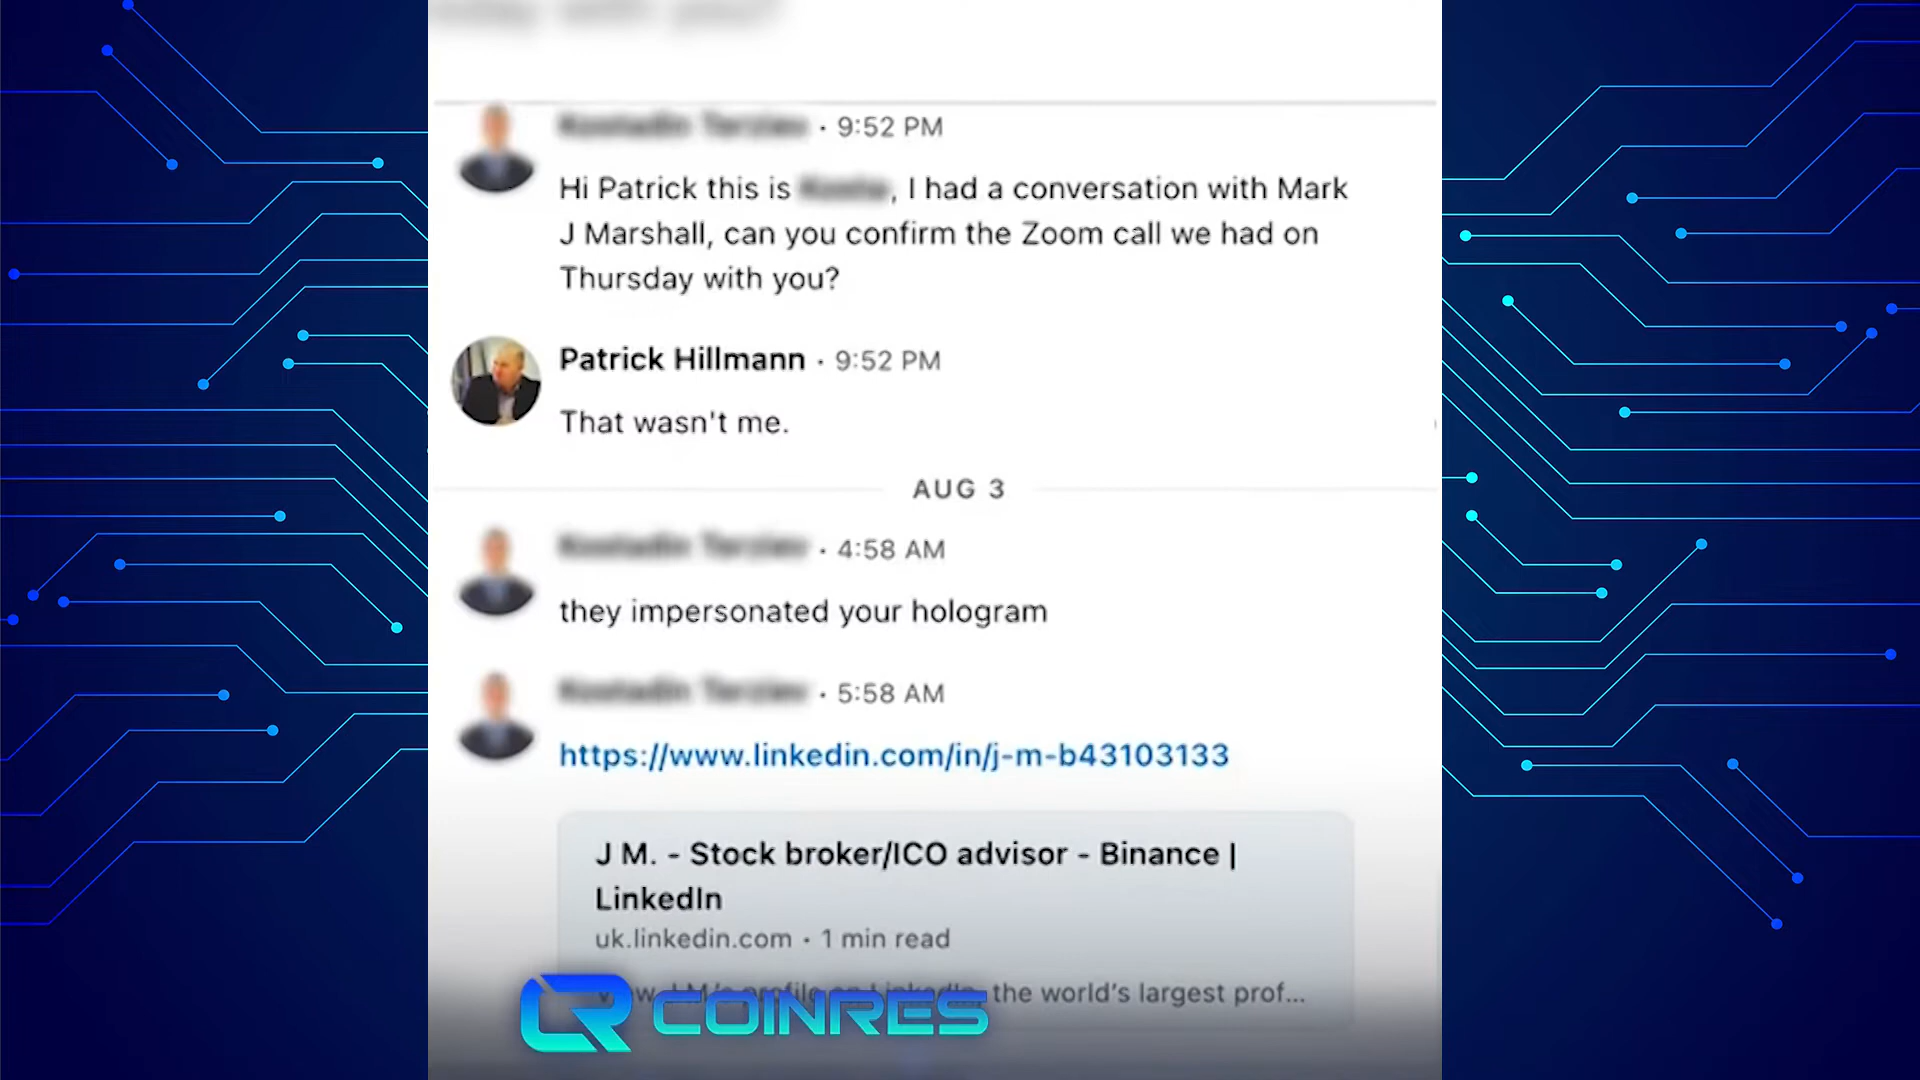 · 9:52 PM
Hi Patrick this is , I had a conversation with Mark
J Marshall, can you confirm the Zoom call we had on
Thursday with you?
Patrick Hillmann · 9:52 PM
That wasn't me.
AUG 3
· 4:58 AM
they impersonated your hologram
· 5:58 AM
https://www.linkedin.com/in/j-m-b43103133
J M. - Stock broker/ICO advisor - Binance |
LinkedIn
uk.linkedin.com · 1 min read
the world's largest prof...
COINRES